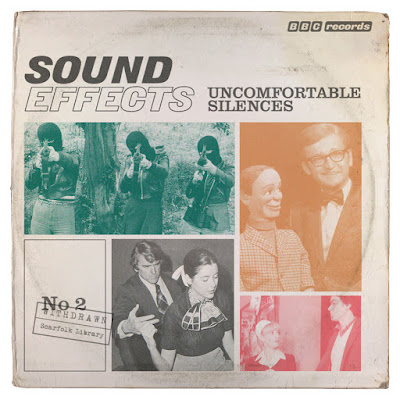 BBC records
SOUND
EFFECTS
UNCOMFORTABLE
SILENCES
No 2
WITHDRAWN
Scarfolk Library